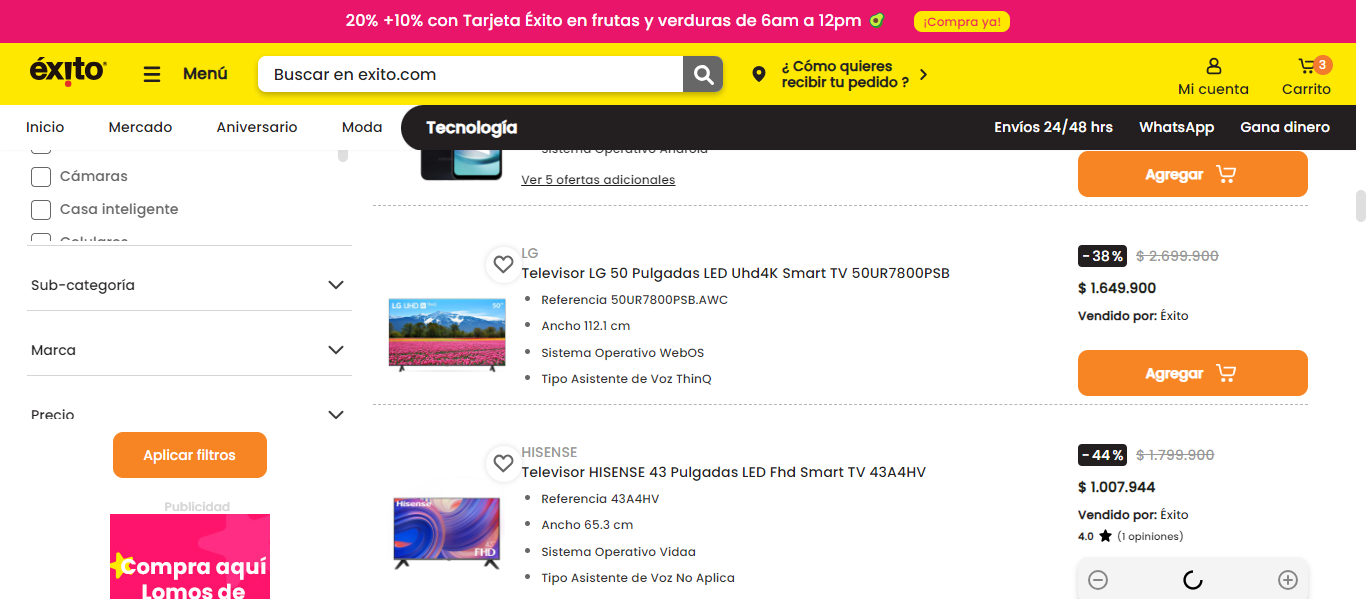 20% +10% con Tarjeta Éxito en frutas y verduras de 6am a 12pm
¡Compra ya!
éxito
Menú
Buscar en exito.com
¿ Cómo quieres
recibir tu pedido ?
Mi cuenta
3
Carrito
Inicio
Mercado
Aniversario
Moda
Tecnología
Envíos 24/48 hrs
WhatsApp
Gana dinero
Cámaras
Casa inteligente
Celulares
Sub-categoría
Marca
Precio
Aplicar filtros
Publicidad
Compra aquí
Lomos de
Sistema Operativo Android
Ver 5 ofertas adicionales
Agregar
LG
Televisor LG 50 Pulgadas LED Uhd4K Smart TV 50UR7800PSB
Referencia 50UR7800PSB.AWC
Ancho 112.1 cm
Sistema Operativo WebOS
Tipo Asistente de Voz ThinQ
LG UHD
50"
- 38 %
$ 2.699.900
$ 1.649.900
Vendido por: Éxito
Agregar
HISENSE
Televisor HISENSE 43 Pulgadas LED Fhd Smart TV 43A4HV
Referencia 43A4HV
Ancho 65.3 cm
Sistema Operativo Vidaa
Tipo Asistente de Voz No Aplica
Hisense
FHD
- 44 %
$ 1.799.900
$ 1.007.944
Vendido por: Éxito
4.0 ★ (1 opiniones)